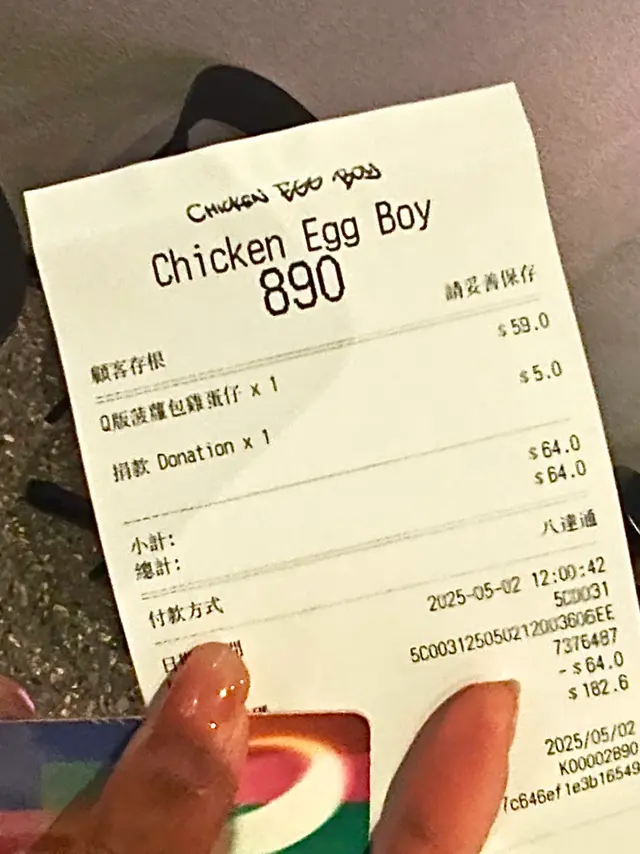 CHICKEN EGG BOY
Chicken Egg Boy
890
顧客存根 請妥善保存
Q版菠蘿包雞蛋仔 x 1 $59.0
捐款 Donation x 1 $5.0
小計: $64.0
總計: $64.0
付款方式 八達通
2025-05-02 12:00:42
5C0031
5C003125050212003606EE
7376487
-$64.0
$182.6
2025/05/02
K00002890
7c646ef1e3b16549